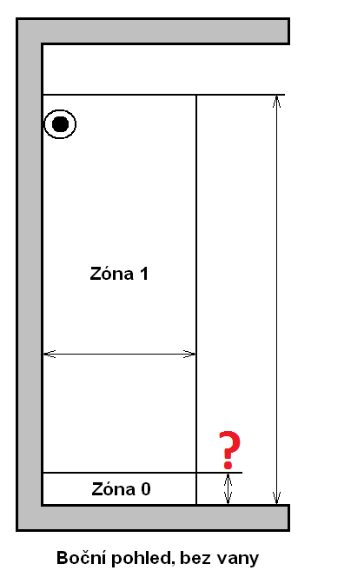 Zóna 1
?
Zóna 0
Boční pohled, bez vany